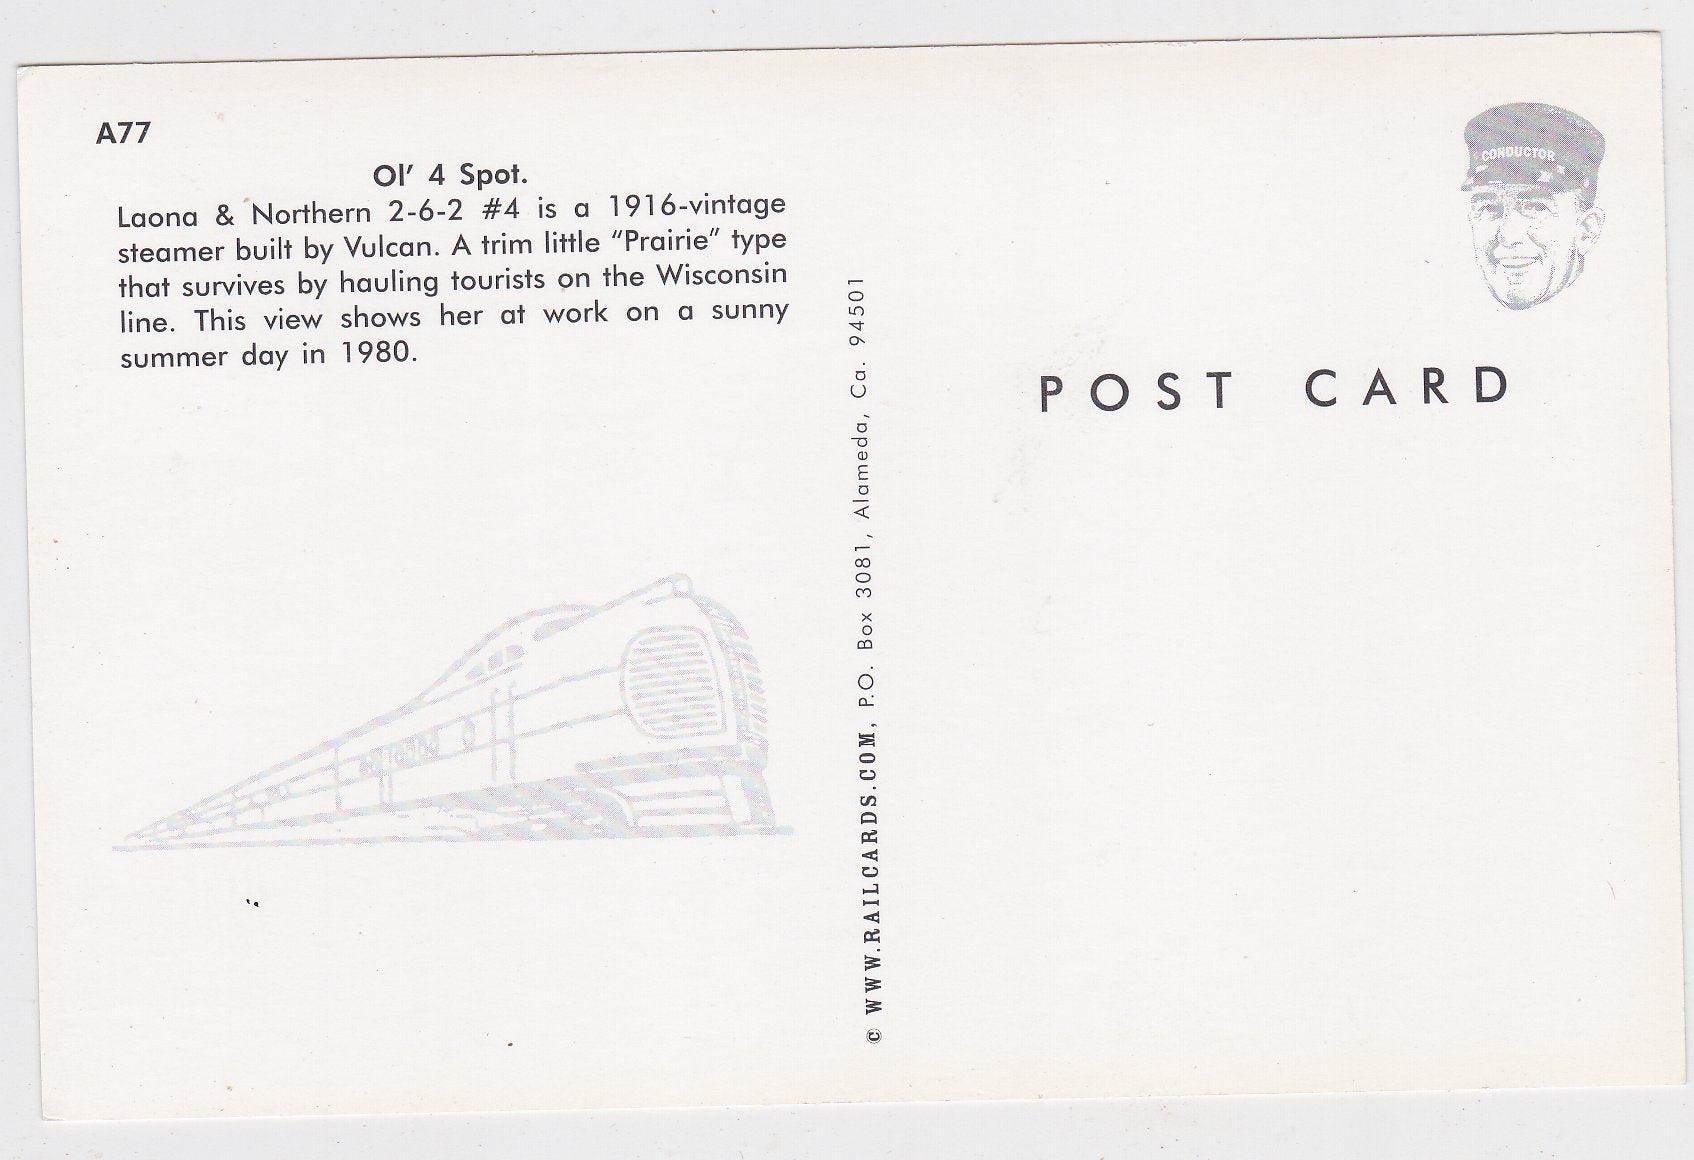 A77
Ol' 4 Spot.
Laona & Northern 2-6-2 #4 is a 1916-vintage
steamer built by Vulcan. A trim little "Prairie" type
that survives by hauling tourists on the Wisconsin
line. This view shows her at work on a sunny
summer day in 1980.
© WWW.RAILCARDS.COM, P.O. Box 3081, Alameda, Ca. 94501
CONDUCTOR
POST CARD